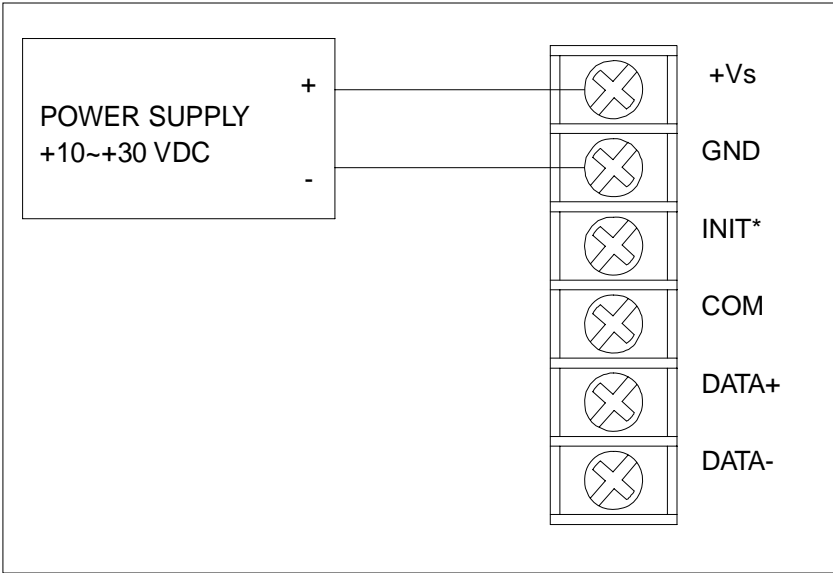 +
POWER SUPPLY
+10~+30 VDC
-
+Vs
GND
INIT*
COM
DATA+
DATA-